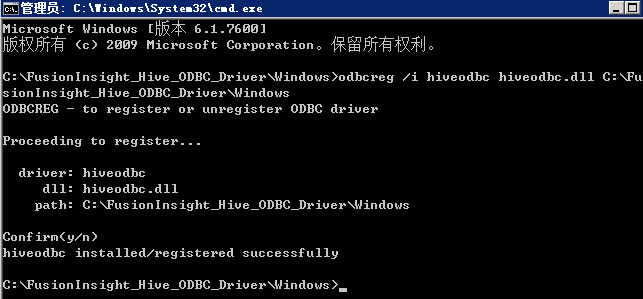 管理员: C:\Windows\System32\cmd.exe
Microsoft Windows [版本 6.1.7600]
版权所有 (c) 2009 Microsoft Corporation。保留所有权利。
C:\FusionInsight_Hive_ODBC_Driver\Windows>odbcreg /i hiveodbc hiveodbc.dll C:\Fu
sionInsight_Hive_ODBC_Driver\Windows
ODBCREG - to register or unregister ODBC driver
Proceeding to register...
driver: hiveodbc
dll: hiveodbc.dll
path: C:\FusionInsight_Hive_ODBC_Driver\Windows
Confirm(y/n)
hiveodbc installed/registered successfully
C:\FusionInsight_Hive_ODBC_Driver\Windows>